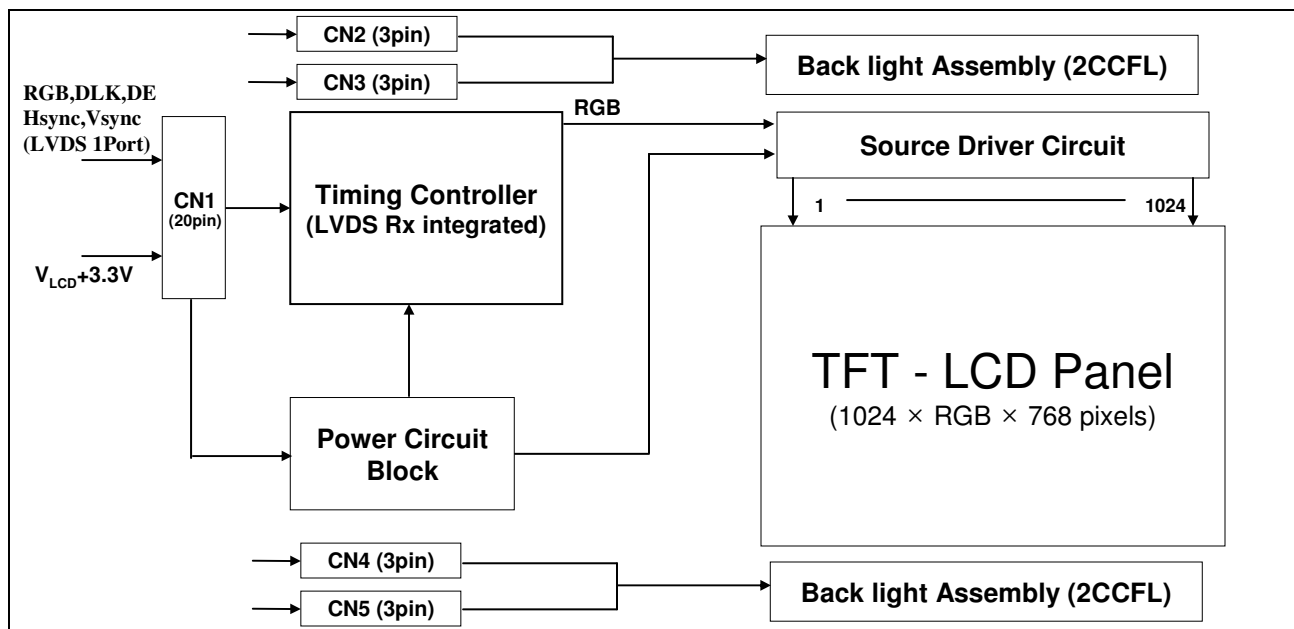 CN2 (3pin)
CN3 (3pin)
Back light Assembly (2CCFL)
RGB,DLK,DE
Hsync,Vsync
(LVDS 1Port)
CN1
(20pin)
VLCD+3.3V
Timing Controller
(LVDS Rx integrated)
RGB
Source Driver Circuit
1
1024
TFT - LCD Panel
(1024 × RGB × 768 pixels)
Power Circuit
Block
CN4 (3pin)
CN5 (3pin)
Back light Assembly (2CCFL)